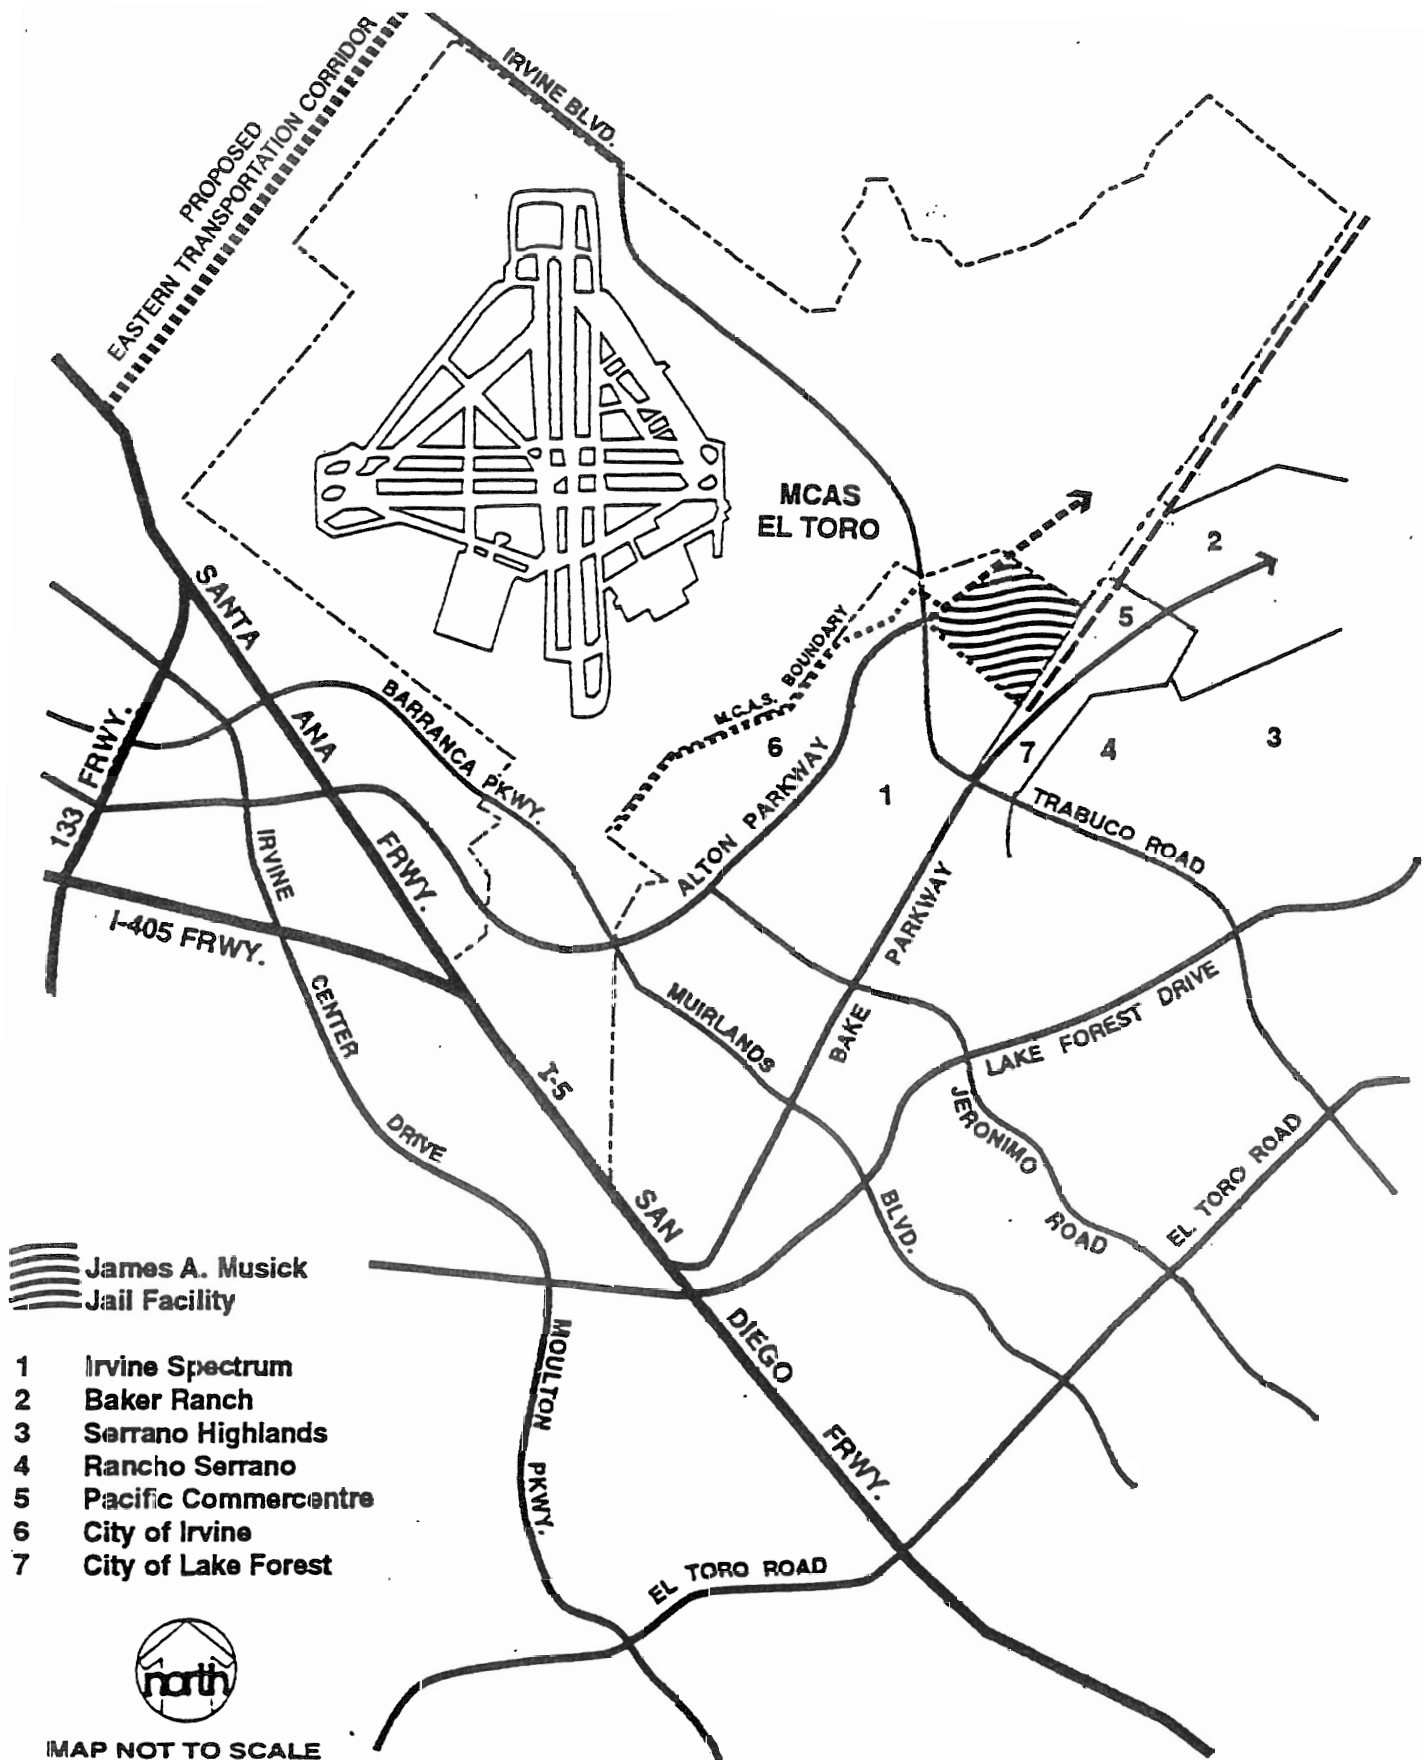 PROPOSED
EASTERN TRANSPORTATION CORRIDOR
IRVINE BLVD.
MCAS
EL TORO
2
5
M.C.A.S. BOUNDARY
6
7
4
3
1
SANTA
ANA
FRWY.
BARRANCA PKWY.
133 FRWY.
ALTON PARKWAY
TRABUCO ROAD
IRVINE
CENTER
DRIVE
I-405 FRWY.
BAKE PARKWAY
MUIRLANDS
BLVD.
LAKE FOREST DRIVE
JERONIMO
ROAD
I-5
SAN
DIEGO
FRWY.
EL TORO ROAD
MOULTON PKWY.
EL TORO ROAD
James A. Musick
Jail Facility
1 Irvine Spectrum
2 Baker Ranch
3 Serrano Highlands
4 Rancho Serrano
5 Pacific Commercentre
6 City of Irvine
7 City of Lake Forest
north
MAP NOT TO SCALE